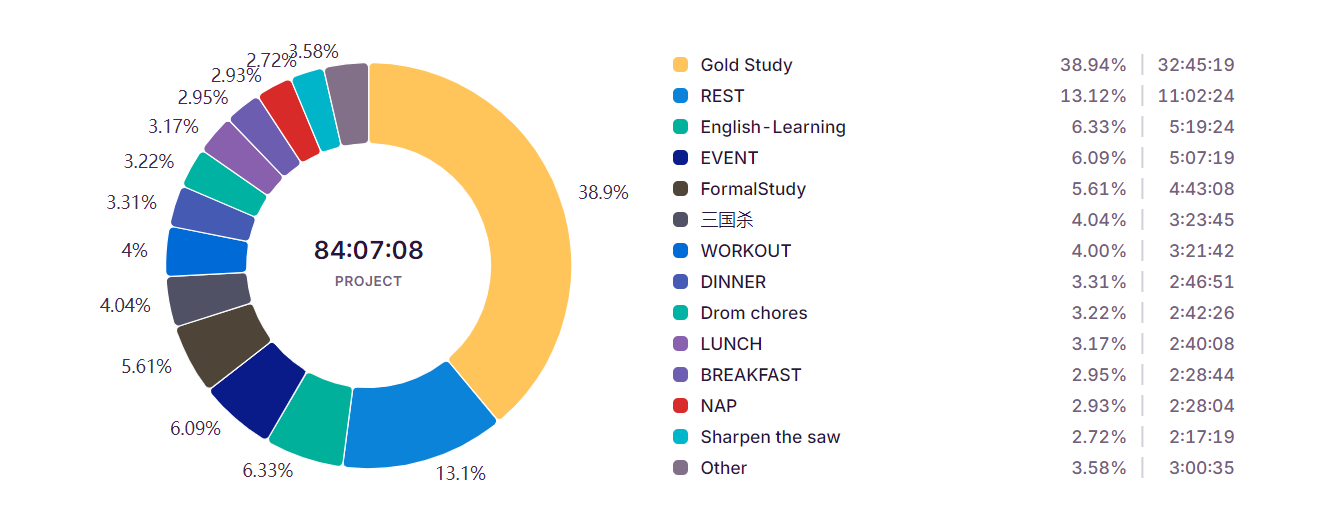 3.58%
2.72%
2.93%
2.95%
3.17%
3.22%
3.31%
4%
4.04%
5.61%
6.09%
6.33%
13.1%
38.9%
84:07:08
PROJECT
Gold Study 38.94% 32:45:19
REST 13.12% 11:02:24
English-Learning 6.33% 5:19:24
EVENT 6.09% 5:07:19
FormalStudy 5.61% 4:43:08
三国杀 4.04% 3:23:45
WORKOUT 4.00% 3:21:42
DINNER 3.31% 2:46:51
Drom chores 3.22% 2:42:26
LUNCH 3.17% 2:40:08
BREAKFAST 2.95% 2:28:44
NAP 2.93% 2:28:04
Sharpen the saw 2.72% 2:17:19
Other 3.58% 3:00:35